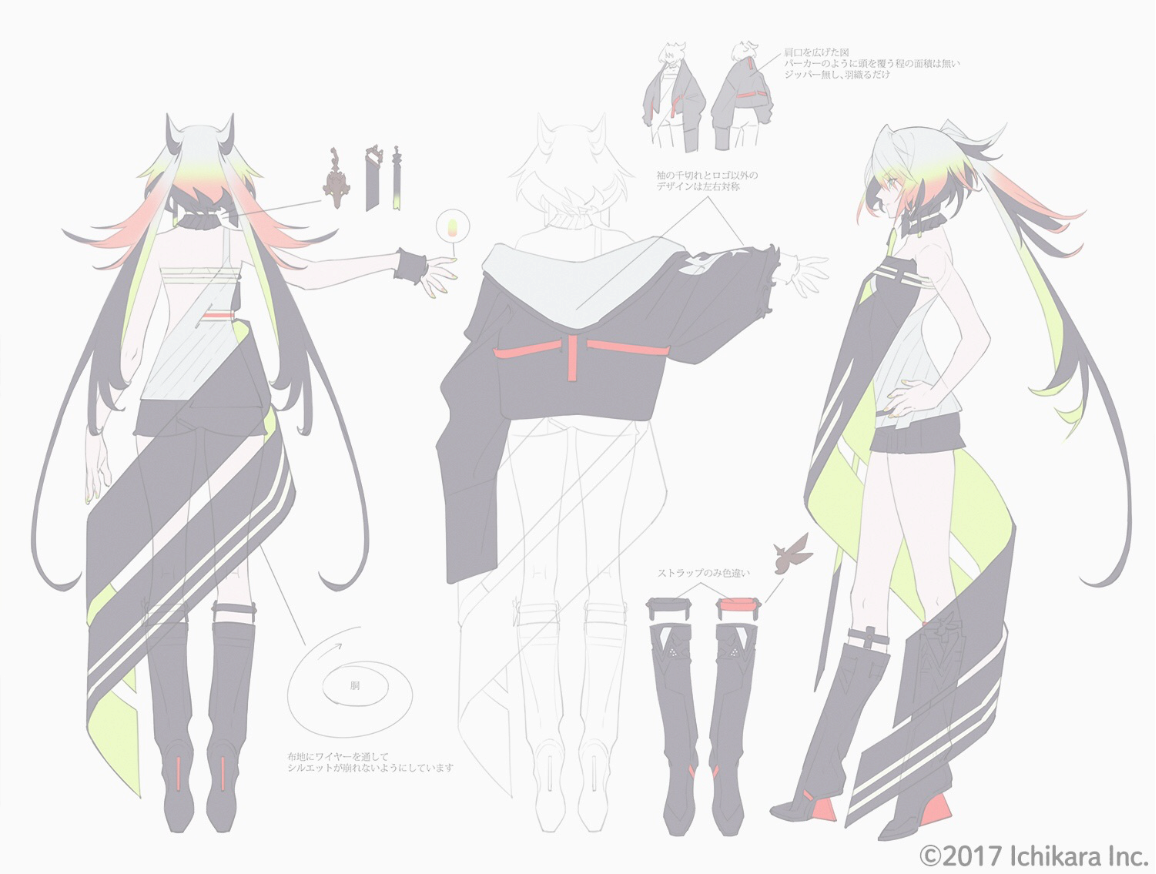 肩口を広げた図
パーカーのように頭を覆う程の面積は無い
ジッパー無し、羽織るだけ
袖の千切れとロゴ以外の
デザインは左右対称
ストラップのみ色違い
胴
布地にワイヤーを通して
シルエットが崩れないようにしています
©2017 Ichikara Inc.